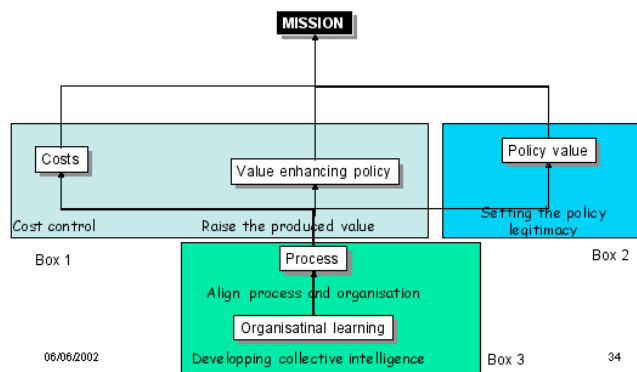 MISSION
Costs
Value enhancing policy
Policy value
Cost control
Raise the produced value
Setting the policy
legitimacy
Box 1
Box 2
Process
Align process and organisation
Organisatinal learning
Developping collective intelligence
Box 3
06/06/2002
34